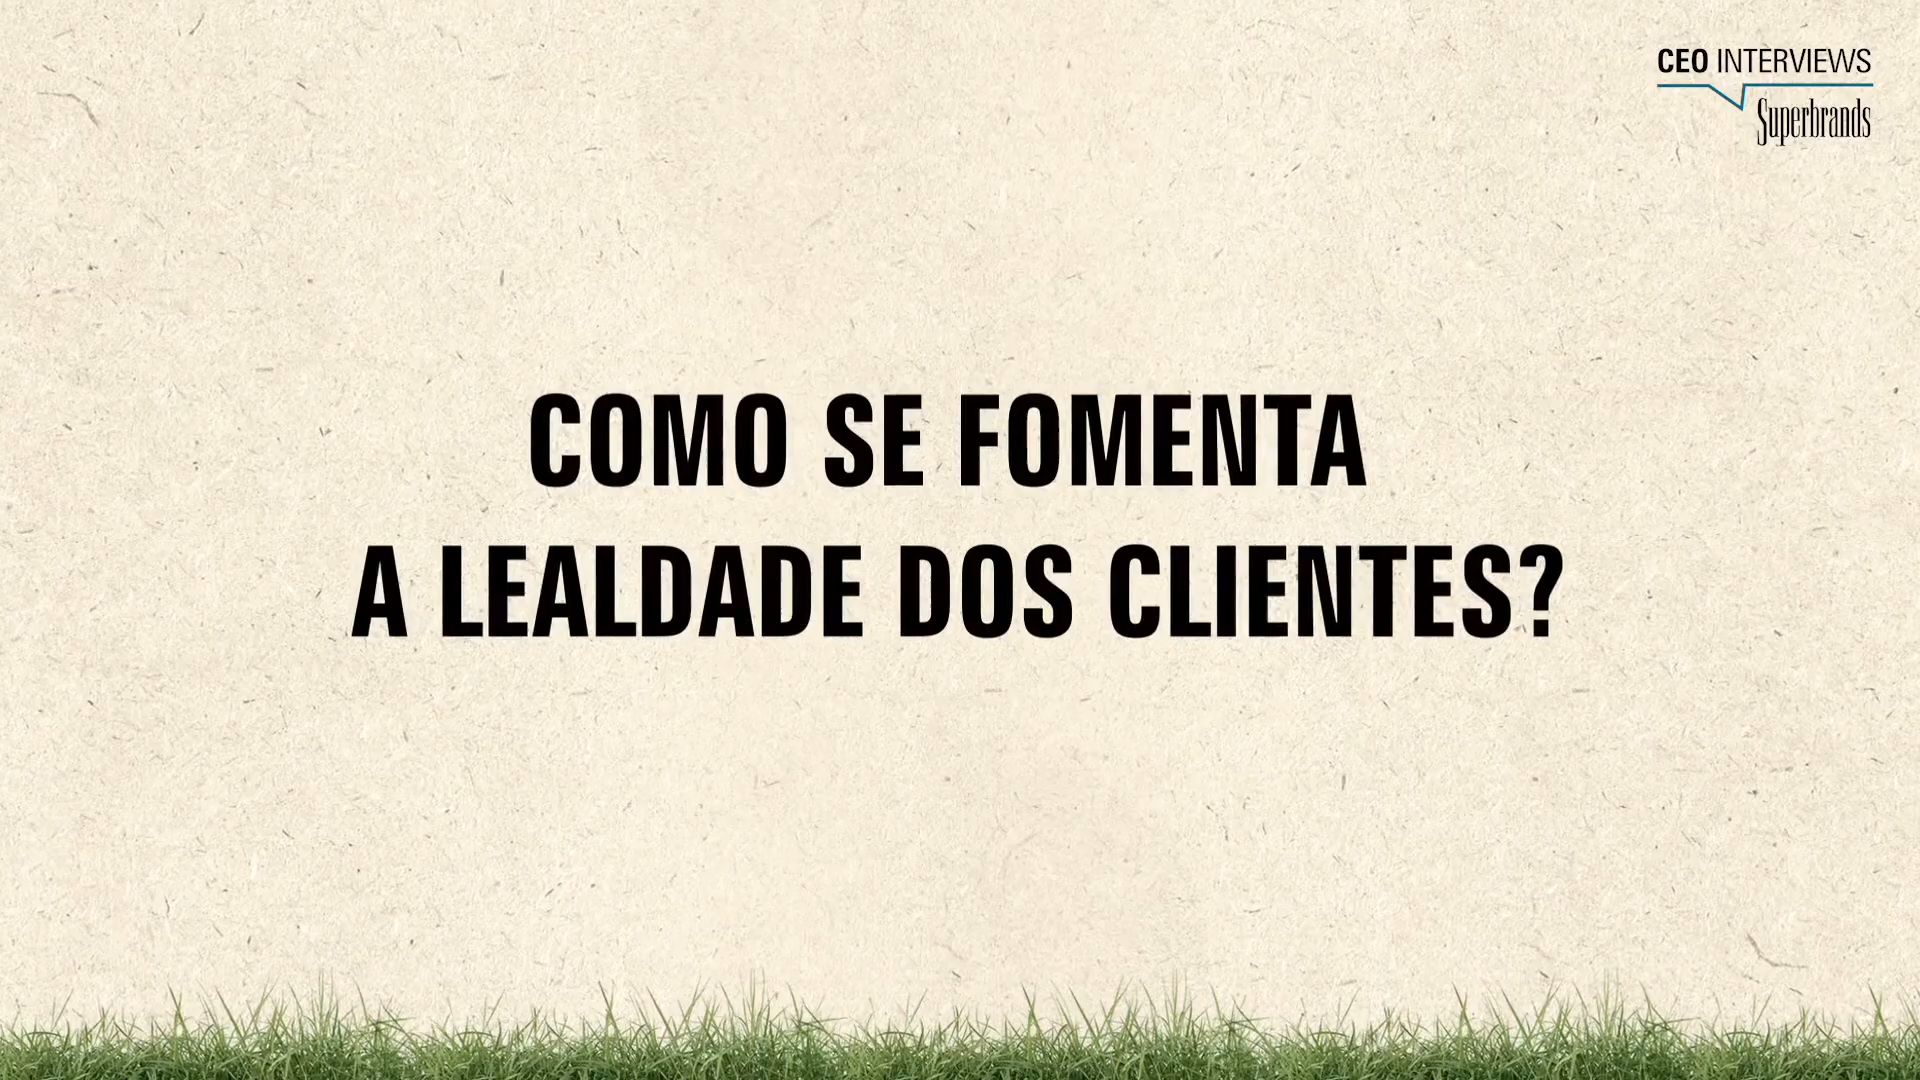 CEO INTERVIEWS
Superbrands
COMO SE FOMENTA
A LEALDADE DOS CLIENTES?